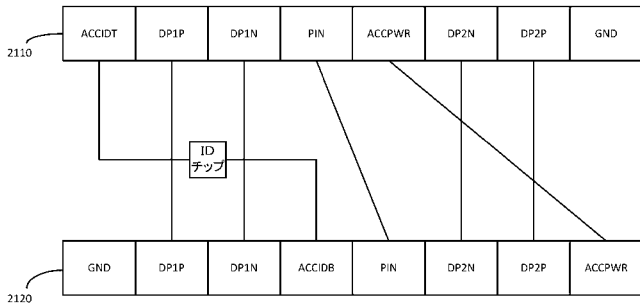 ACCIDT DP1P DP1N PIN ACCPWR DP2N DP2P GND
2110
ID
チップ
GND DP1P DP1N ACCIDB PIN DP2N DP2P ACCPWR
2120